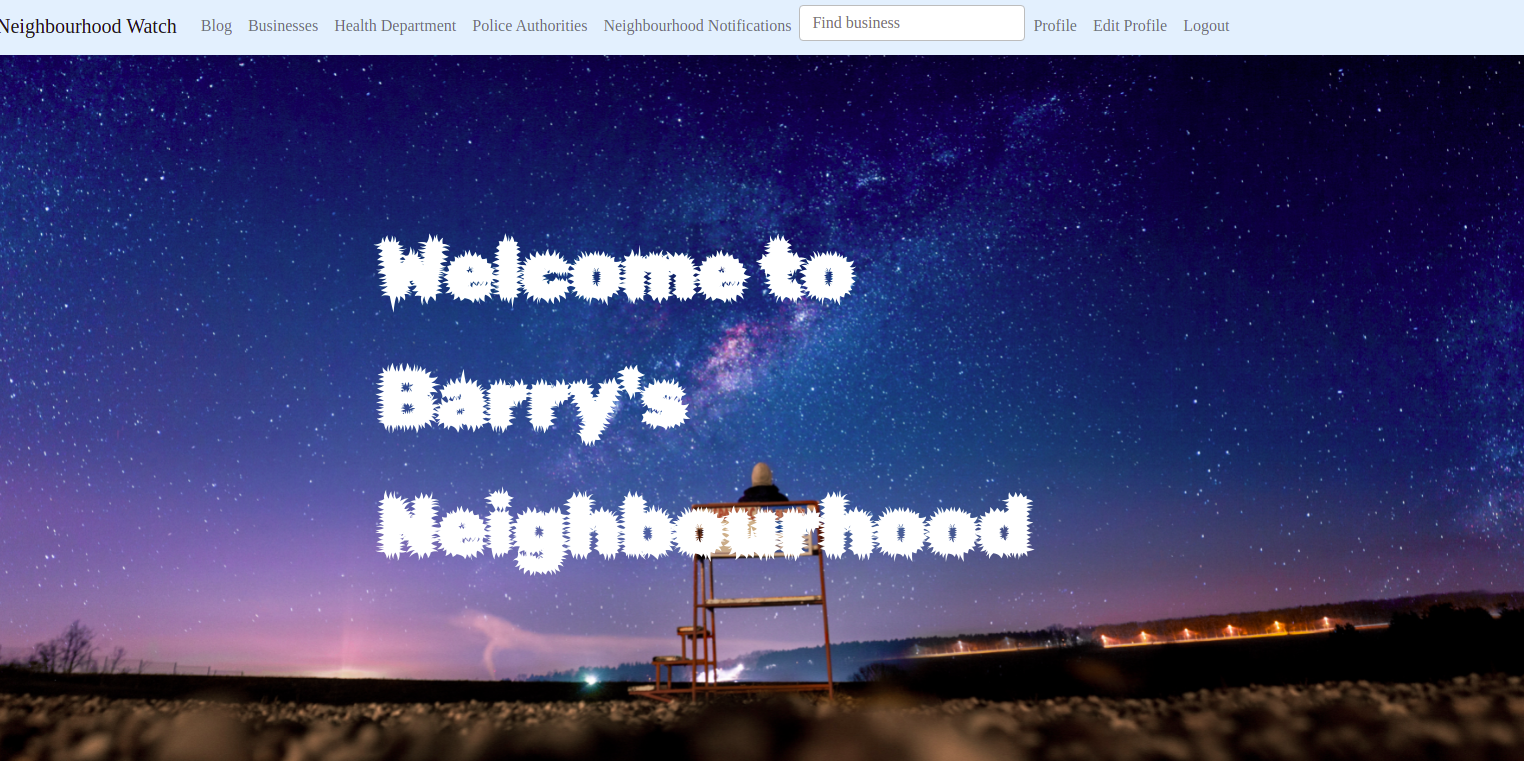 Neighbourhood Watch Blog Businesses Health Department Police Authorities Neighbourhood Notifications Find business Profile Edit Profile Logout
Welcome to
Barry's
Neighbourhood